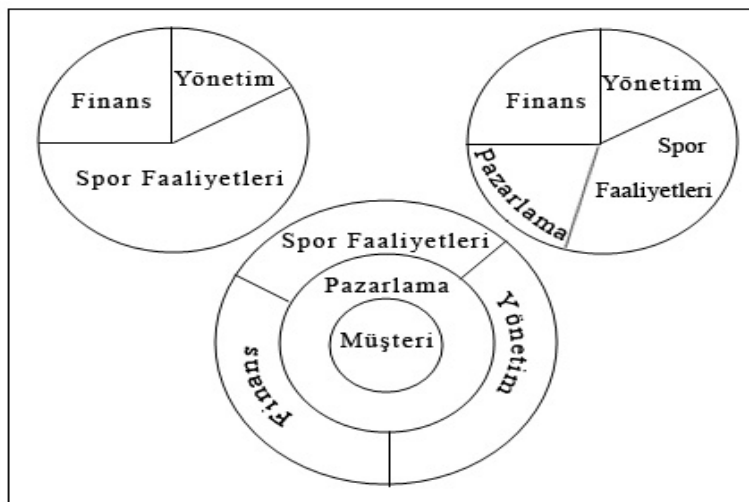 Finans
Yönetim
Spor Faaliyetleri
Finans
Yönetim
Spor
Faaliyetleri
Pazarlama
Spor Faaliyetleri
Pazarlama
Müşteri
Finans
Yönetim